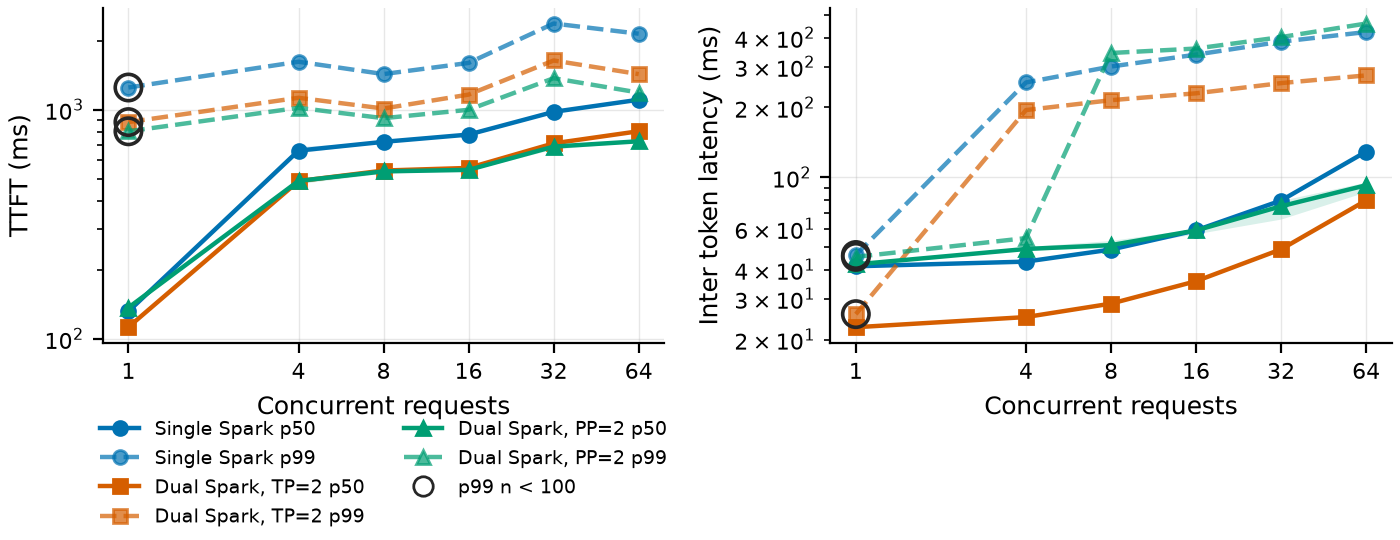 TTFT (ms)
10³
10²
1 4 8 16 32 64
Concurrent requests
Single Spark p50
Single Spark p99
Dual Spark, TP=2 p50
Dual Spark, TP=2 p99
Dual Spark, PP=2 p50
Dual Spark, PP=2 p99
p99 n < 100
Inter token latency (ms)
4 × 10²
3 × 10²
2 × 10²
10²
6 × 10¹
4 × 10¹
3 × 10¹
2 × 10¹
1 4 8 16 32 64
Concurrent requests